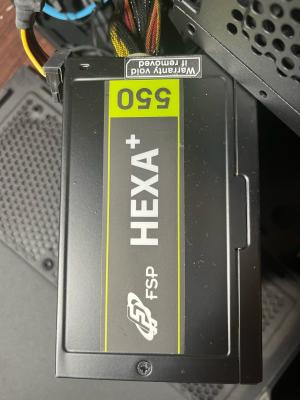 Warranty void
if removed
550
HEXA+
FSP